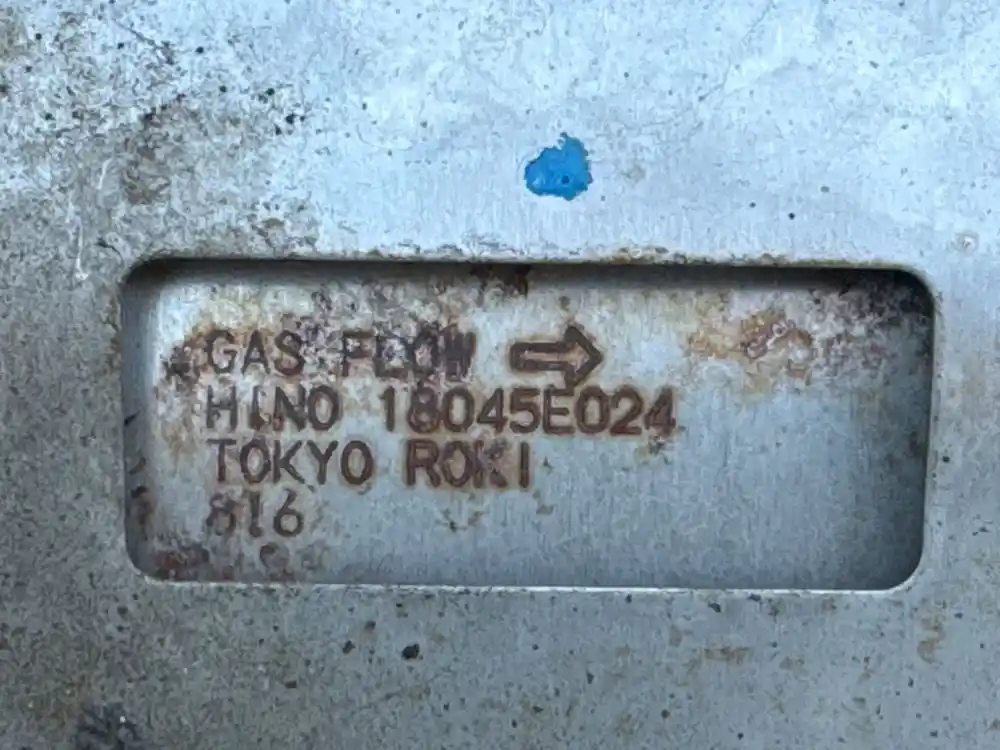 GAS FLOW ⇨
HINO 18045E024
TOKYO ROKI
816